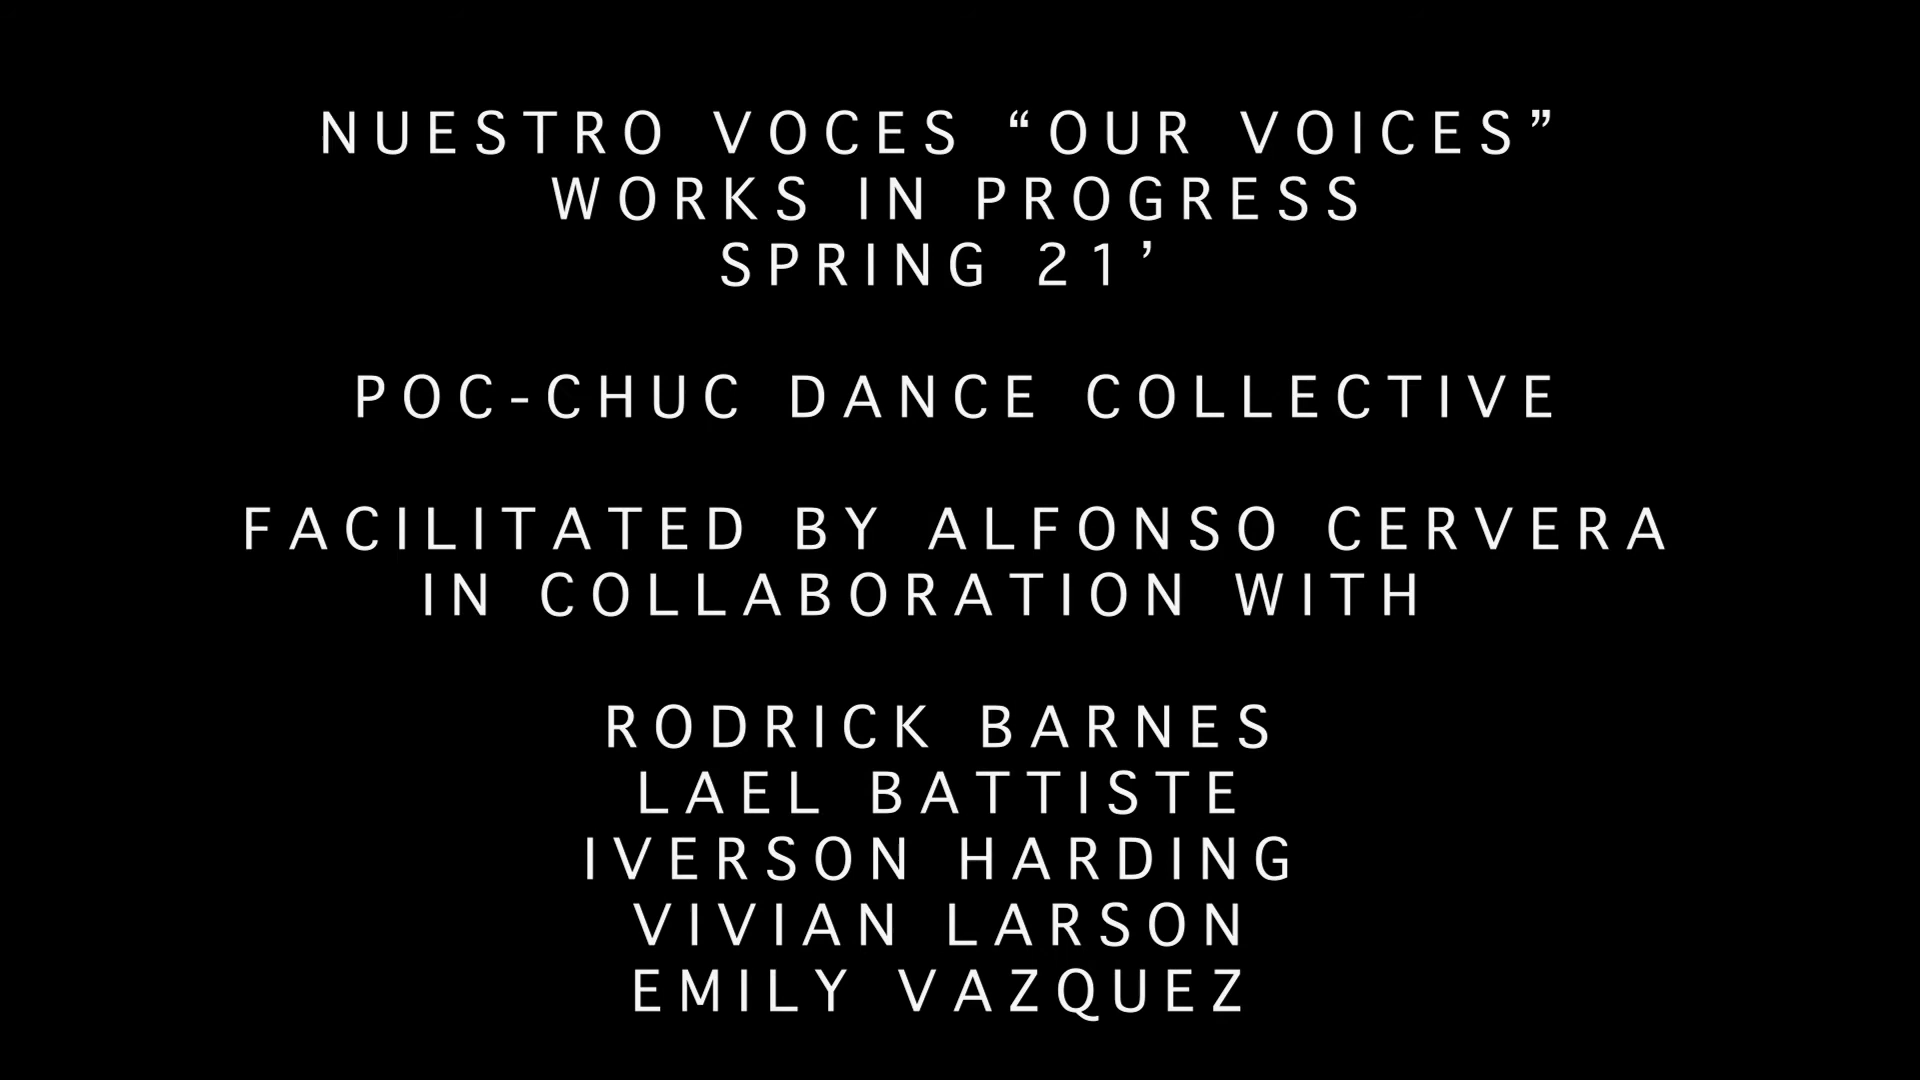 NUESTRO VOCES “OUR VOICES”
WORKS IN PROGRESS
SPRING 21’
POC-CHUC DANCE COLLECTIVE
FACILITATED BY ALFONSO CERVERA
IN COLLABORATION WITH
RODRICK BARNES
LAEL BATTISTE
IVERSON HARDING
VIVIAN LARSON
EMILY VAZQUEZ